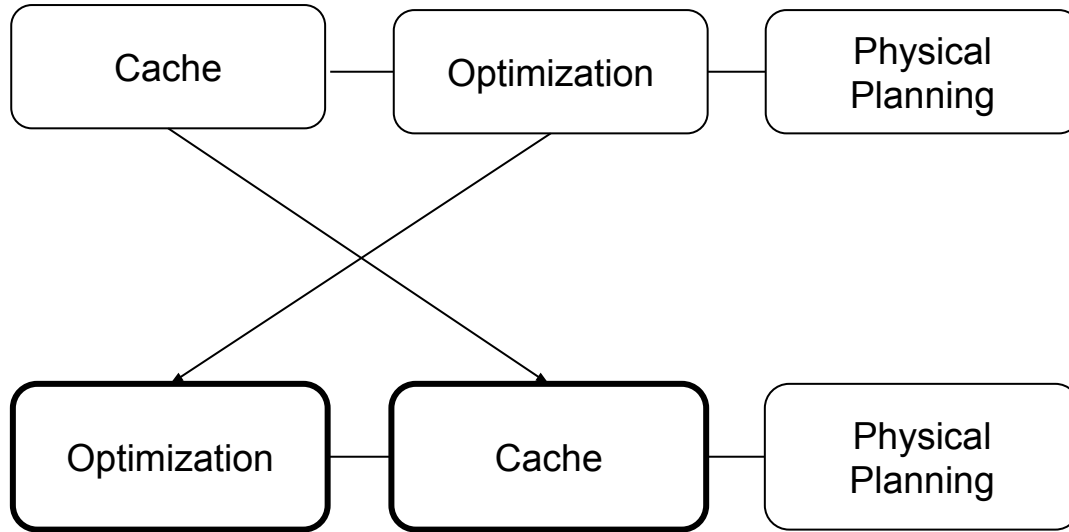 Cache
Optimization
Physical
Planning
Optimization
Cache
Physical
Planning